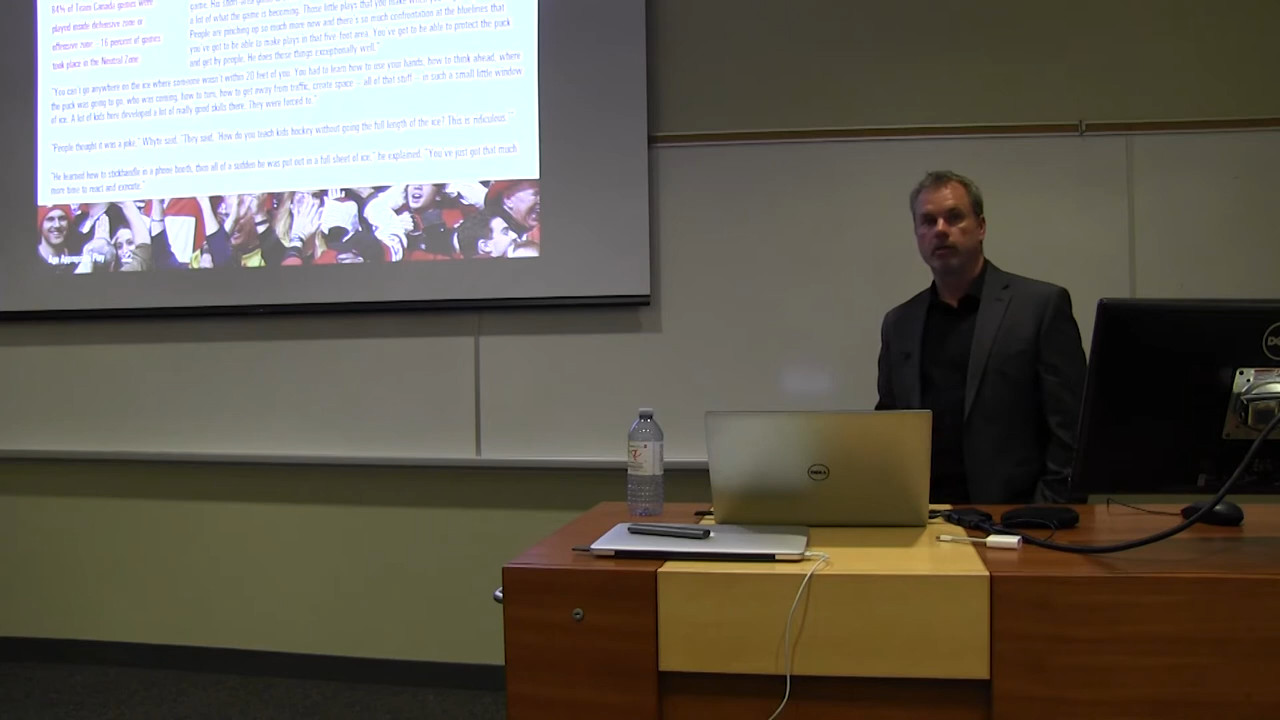 84% of Team Canada games were
played inside defensive zone or
offensive zone - 16 percent of games
took place in the Neutral Zone
game. His short-area game
a lot of what the game is becoming. Those little plays that you make when you
People are pinching up so much more now and there's so much confrontation at the bluelines that
you've got to be able to make plays in that five-foot area. You've got to be able to protect the puck
and get by people. He does those things exceptionally well."
"You can't go anywhere on the ice where someone wasn't within 20 feet of you. You had to learn how to use your hands, how to think ahead, where
the puck was going to go, who was coming, how to turn, how to get away from traffic, create space – all of that stuff – in such a small little window
of ice. A lot of kids here developed a lot of really good skills there. They were forced to."
"People thought it was a joke," Whyte said. "They said, 'How do you teach kids hockey without going the full length of the ice? This is ridiculous.'"
"He learned how to stickhandle in a phone booth, then all of a sudden he was put out in a full sheet of ice," he explained. "You've just got that much
more time to react and execute."
Age Appropriate Play
22
DELL